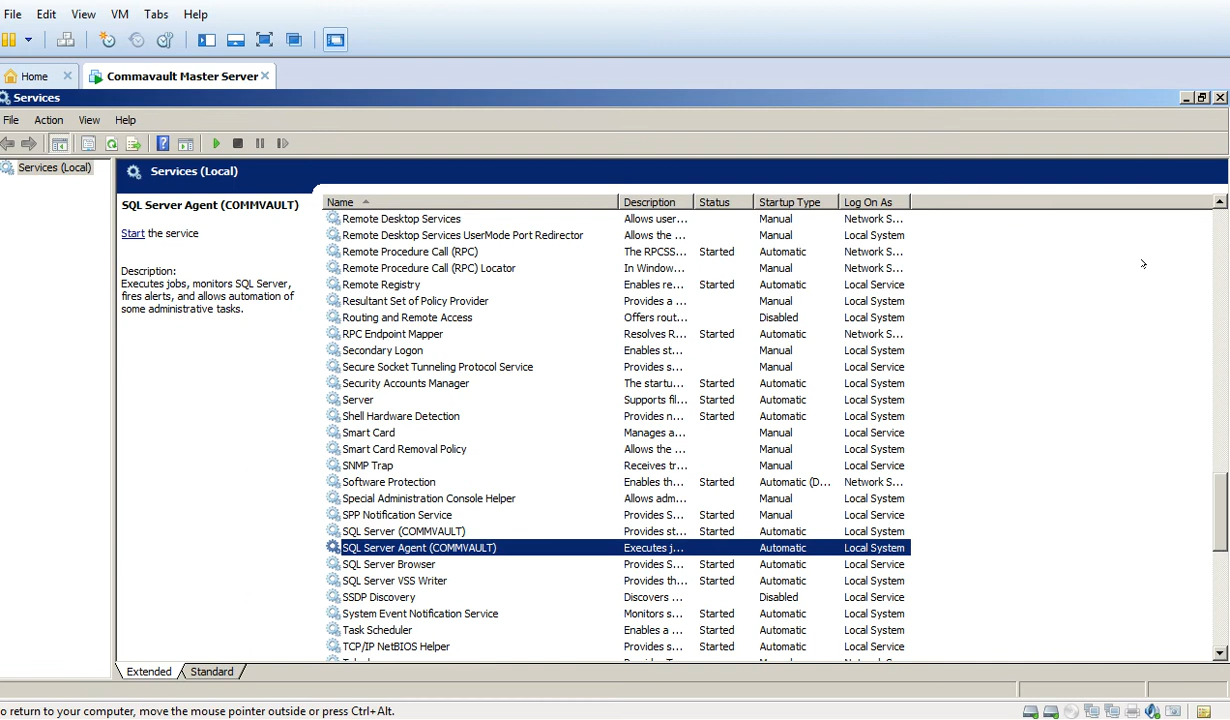 File Edit View VM Tabs Help
Home Commavault Master Server
Services
File Action View Help
Services (Local)
Services (Local)
SQL Server Agent (COMMVAULT)
Start the service
Description:
Executes jobs, monitors SQL Server,
fires alerts, and allows automation of
some administrative tasks.
Name Description Status Startup Type Log On As
Remote Desktop Services Allows user... Manual Network S...
Remote Desktop Services UserMode Port Redirector Allows the ... Manual Local System
Remote Procedure Call (RPC) The RPCSS... Started Automatic Network S...
Remote Procedure Call (RPC) Locator In Window... Manual Network S...
Remote Registry Enables re... Started Automatic Local Service
Resultant Set of Policy Provider Provides a ... Manual Local System
Routing and Remote Access Offers rout... Disabled Local System
RPC Endpoint Mapper Resolves R... Started Automatic Network S...
Secondary Logon Enables st... Manual Local System
Secure Socket Tunneling Protocol Service Provides s... Manual Local Service
Security Accounts Manager The startu... Started Automatic Local System
Server Supports fil... Started Automatic Local System
Shell Hardware Detection Provides n... Started Automatic Local System
Smart Card Manages a... Manual Local Service
Smart Card Removal Policy Allows the ... Manual Local System
SNMP Trap Receives tr... Manual Local Service
Software Protection Enables th... Started Automatic (D... Network S...
Special Administration Console Helper Allows adm... Manual Local System
SPP Notification Service Provides S... Started Manual Local Service
SQL Server (COMMVAULT) Provides st... Started Automatic Local System
SQL Server Agent (COMMVAULT) Executes j... Automatic Local System
SQL Server Browser Provides S... Started Automatic Local Service
SQL Server VSS Writer Provides th... Started Automatic Local System
SSDP Discovery Discovers ... Disabled Local Service
System Event Notification Service Monitors s... Started Automatic Local System
Task Scheduler Enables a ... Started Automatic Local System
TCP/IP NetBIOS Helper Provides s... Started Automatic Local Service
Extended Standard
o return to your computer, move the mouse pointer outside or press Ctrl+Alt.